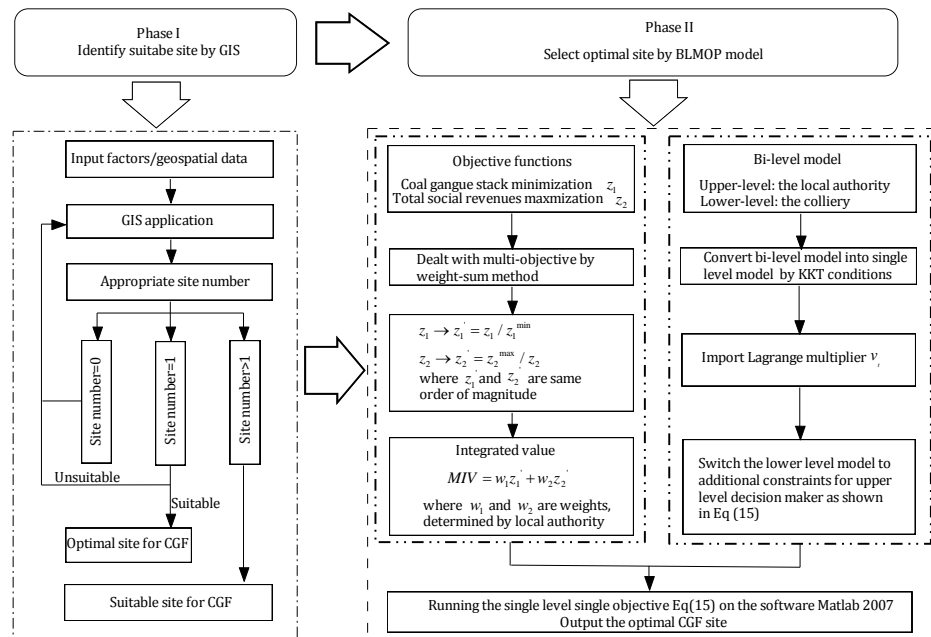 Phase I
Identify suitabe site by GIS
Phase II
Select optimal site by BLMOP model
Input factors/geospatial data
GIS application
Appropriate site number
Site number=0
Site number=1
Site number>1
Unsuitable
Suitable
Optimal site for CGF
Suitable site for CGF
Objective functions
Coal gangue stack minimization z₁
Total social revenues maxmization z₂
Dealt with multi-objective by
weight-sum method
z₁ → z₁' = z₁ / z₁^min
z₂ → z₂' = z₂^max / z₂
where z₁' and z₂' are same
order of magnitude
Integrated value
MIV = w₁z₁' + w₂z₂'
where w₁ and w₂ are weights,
determined by local authority
Bi-level model
Upper-level: the local authority
Lower-level: the colliery
Convert bi-level model into single
level model by KKT conditions
Import Lagrange multiplier v
Switch the lower level model to
additional constraints for upper
level decision maker as shown
in Eq (15)
Running the single level single objective Eq(15) on the software Matlab 2007
Output the optimal CGF site